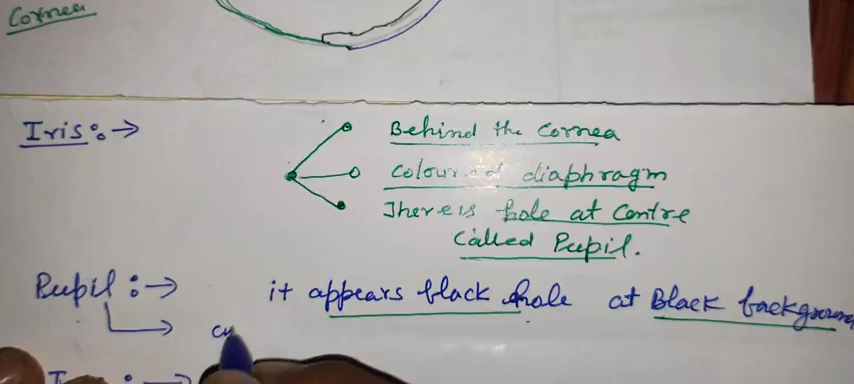 Cornea
Iris :→
Behind the Cornea
Coloured diaphragm
There is hole at Centre
Called Pupil.
Pupil :→ it appears black hole at Black background